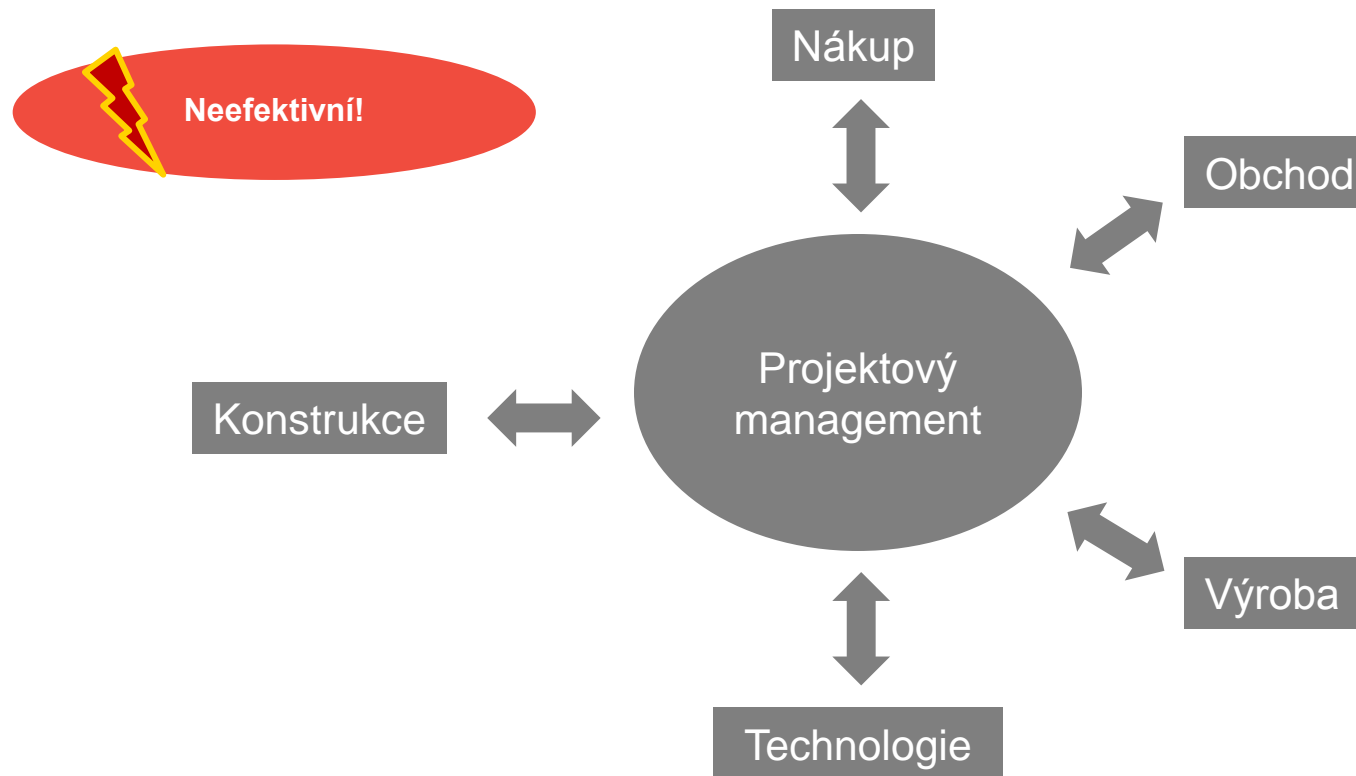 Nákup
Neefektivní!
Obchod
Projektový
management
Konstrukce
Výroba
Technologie